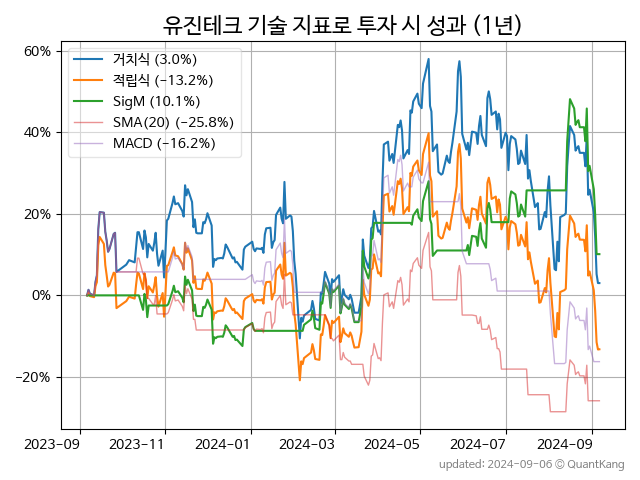 유진테크 기술 지표로 투자 시 성과 (1년)
거치식 (3.0%)
적립식 (−13.2%)
SigM (10.1%)
SMA(20) (−25.8%)
MACD (−16.2%)
60%
40%
20%
0%
−20%
2023-09 2023-11 2024-01 2024-03 2024-05 2024-07 2024-09
updated: 2024-09-06 © QuantKang